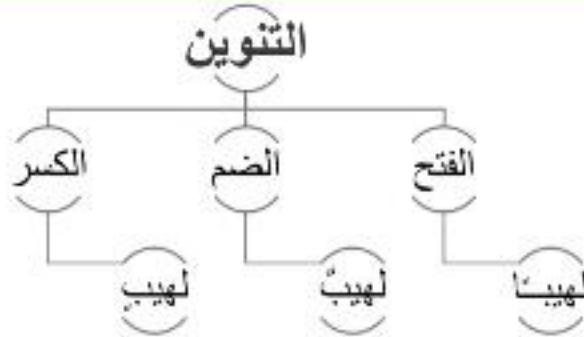 التنوين
الفتح الضم الكسر
لهيبًا لهيبٌ لهيبٍ